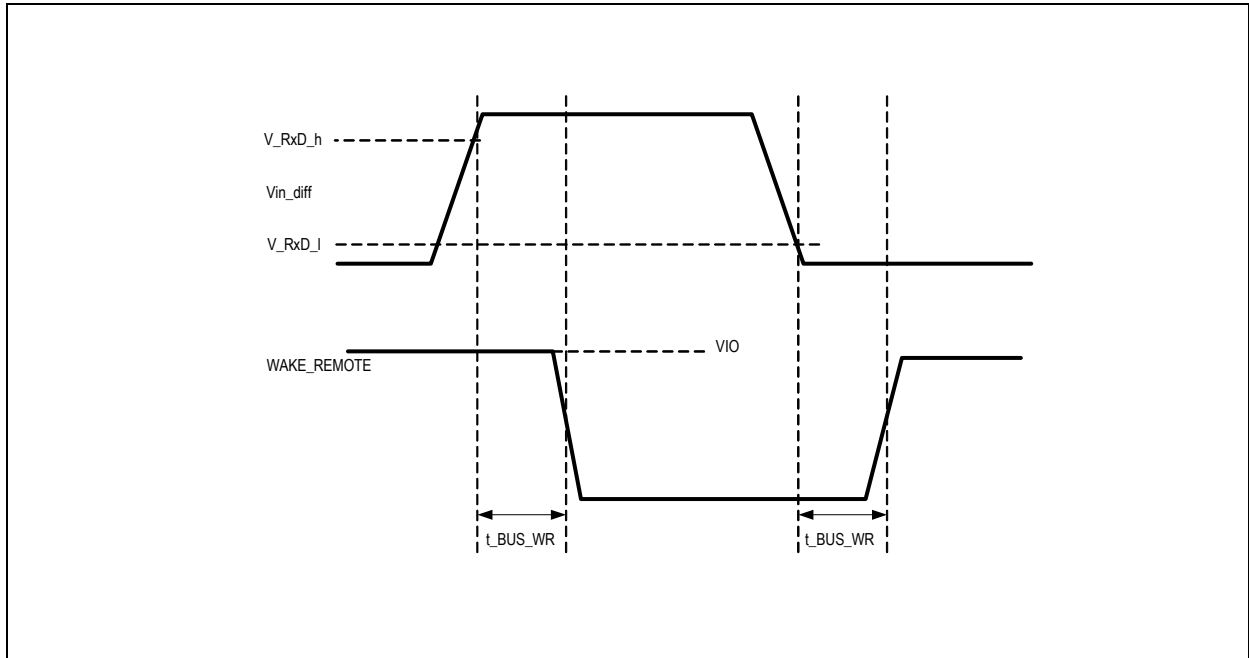 V_RxD_h
Vin_diff
V_RxD_l
VIO
WAKE_REMOTE
t_BUS_WR
t_BUS_WR